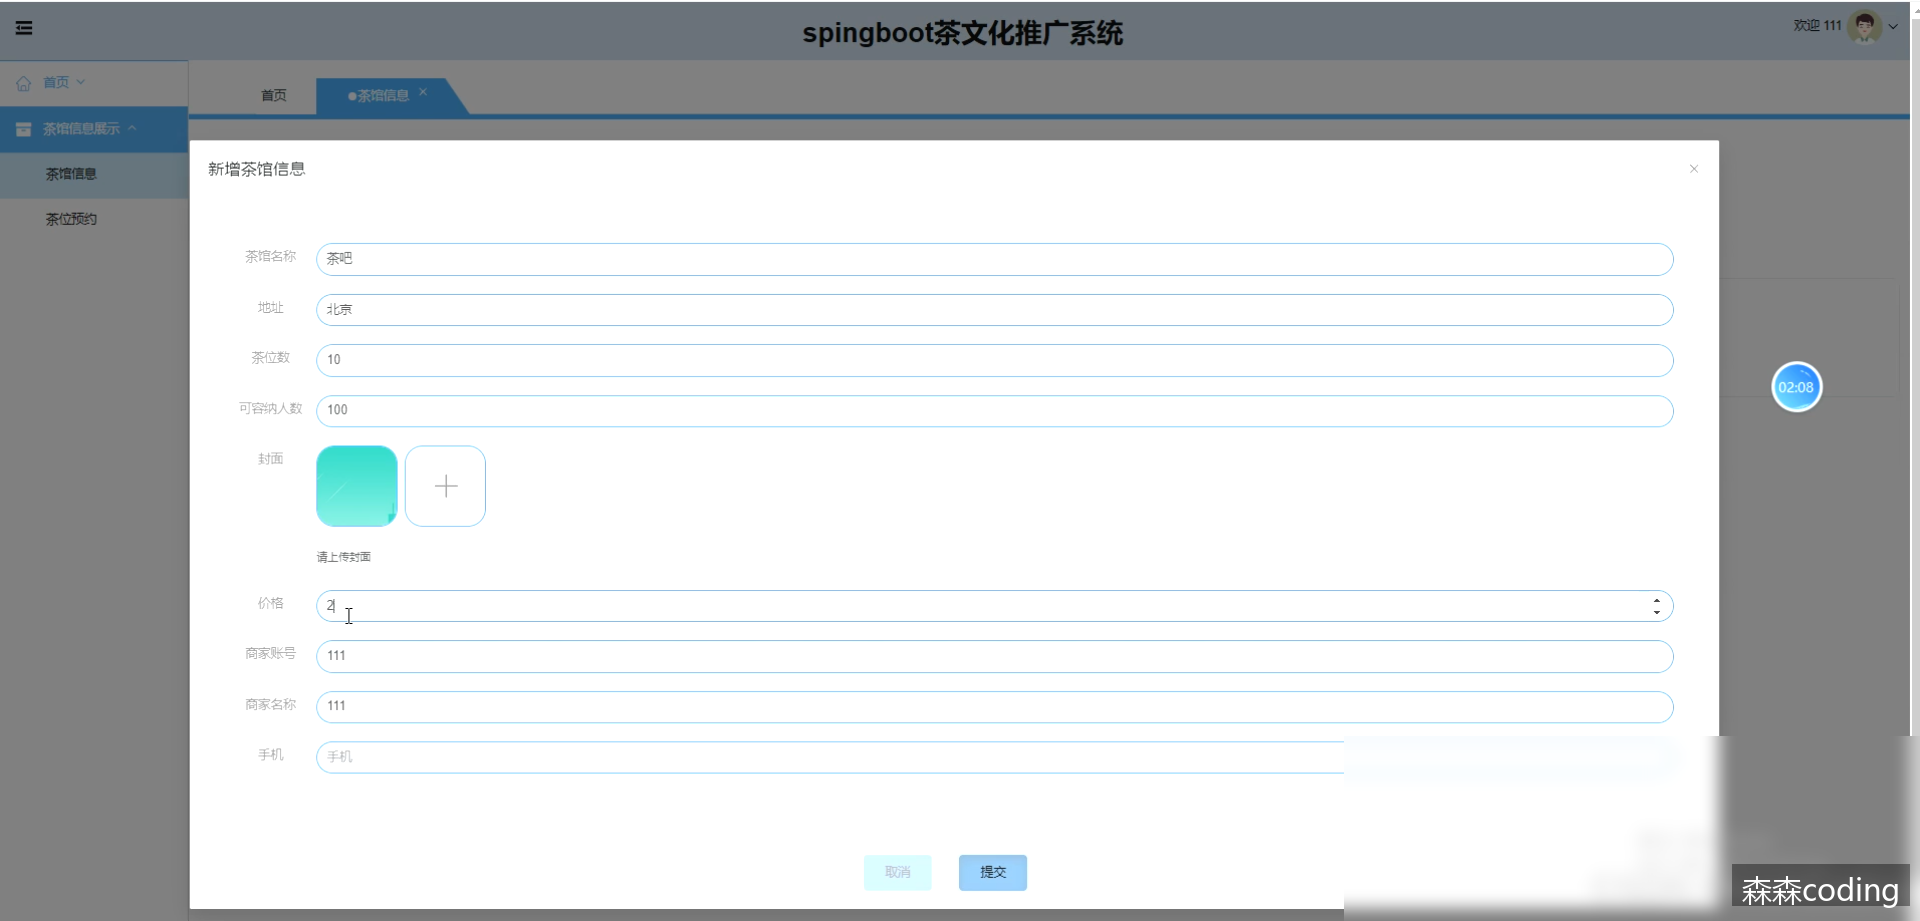 spingboot茶文化推广系统
欢迎 111
首页
茶馆信息展示
茶馆信息
茶位预约
首页
茶馆信息
新增茶馆信息
茶馆名称 茶吧
地址 北京
茶位数 10
可容纳人数 100
封面
请上传封面
价格 2
商家账号 111
商家名称 111
手机 手机
取消 提交
02:08
森森coding